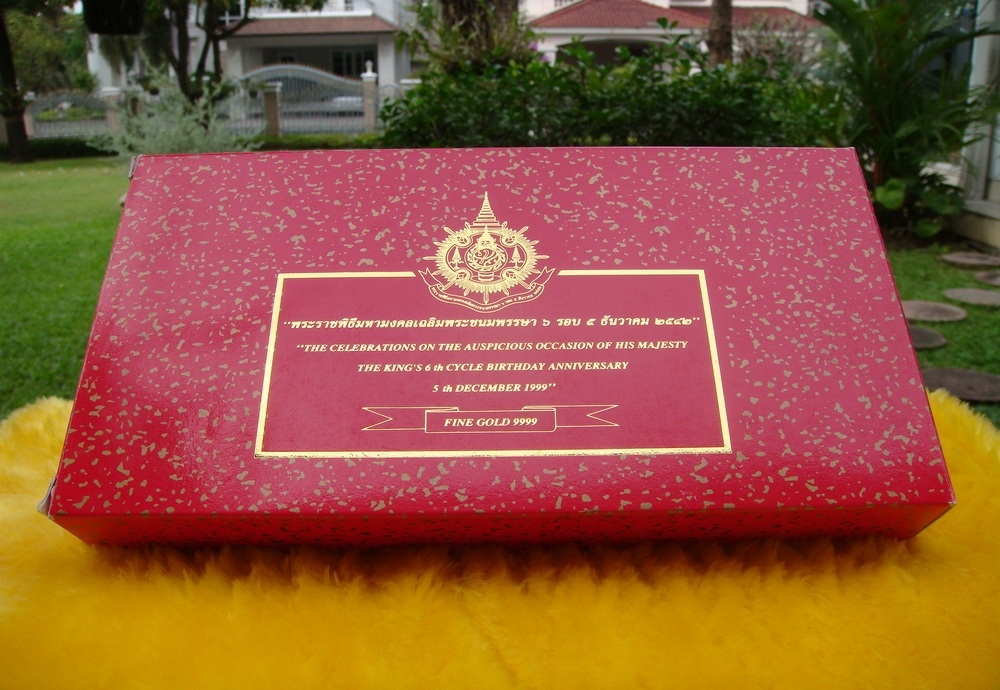 "พระราชพิธีมหามงคลเฉลิมพระชนมพรรษา ๖ รอบ ๕ ธันวาคม ๒๕๔๒"
"THE CELEBRATIONS ON THE AUSPICIOUS OCCASION OF HIS MAJESTY
THE KING'S 6 th CYCLE BIRTHDAY ANNIVERSARY
5 th DECEMBER 1999"
FINE GOLD 9999